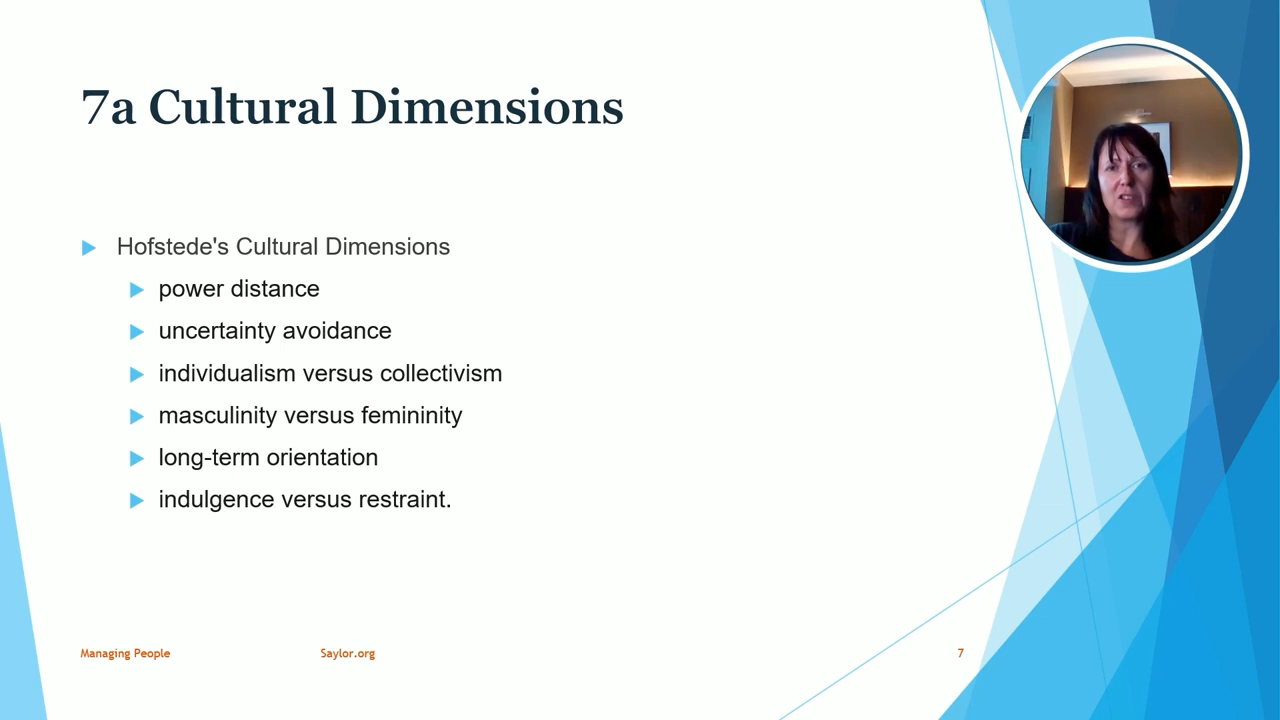 7a Cultural Dimensions
Hofstede's Cultural Dimensions
power distance
uncertainty avoidance
individualism versus collectivism
masculinity versus femininity
long-term orientation
indulgence versus restraint.
Managing People
Saylor.org
7